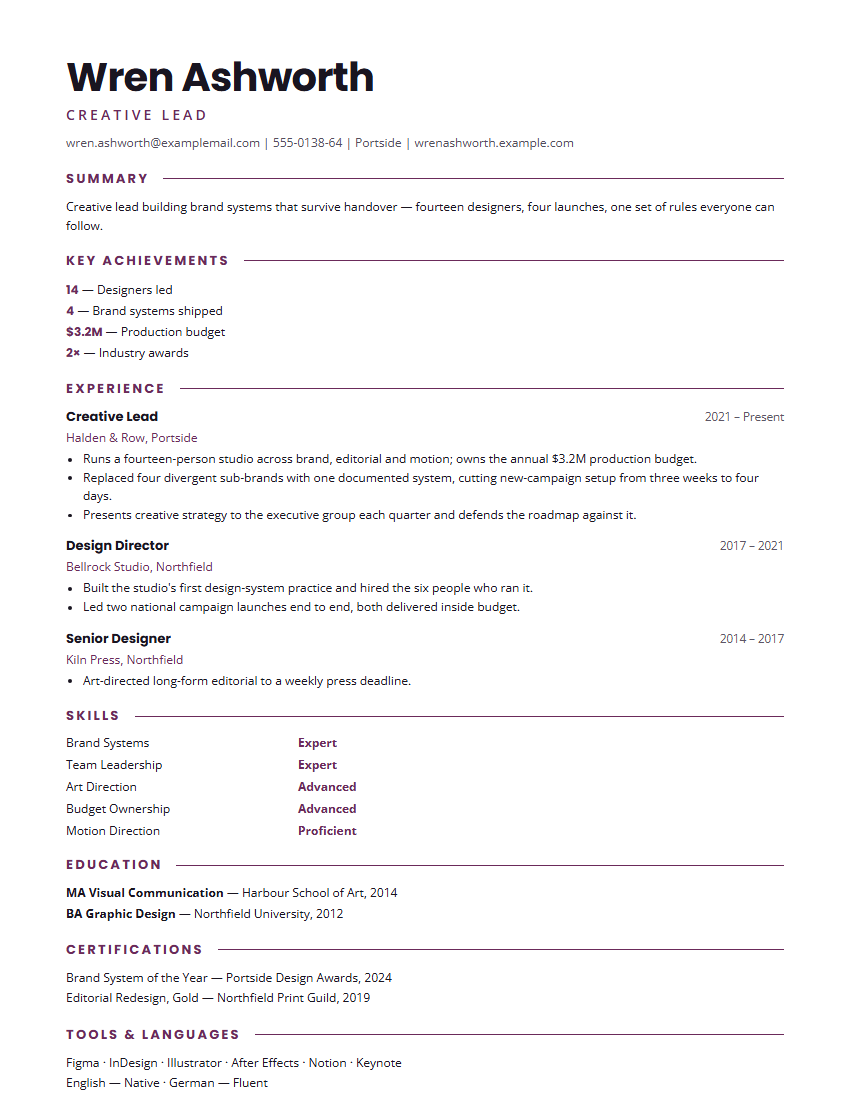 Wren Ashworth
CREATIVE LEAD
wren.ashworth@examplemail.com | 555-0138-64 | Portside | wrenashworth.example.com
SUMMARY
Creative lead building brand systems that survive handover — fourteen designers, four launches, one set of rules everyone can
follow.
KEY ACHIEVEMENTS
14 — Designers led
4 — Brand systems shipped
$3.2M — Production budget
2× — Industry awards
EXPERIENCE
Creative Lead 2021 – Present
Halden & Row, Portside
• Runs a fourteen-person studio across brand, editorial and motion; owns the annual $3.2M production budget.
• Replaced four divergent sub-brands with one documented system, cutting new-campaign setup from three weeks to four
days.
• Presents creative strategy to the executive group each quarter and defends the roadmap against it.
Design Director 2017 – 2021
Bellrock Studio, Northfield
• Built the studio's first design-system practice and hired the six people who ran it.
• Led two national campaign launches end to end, both delivered inside budget.
Senior Designer 2014 – 2017
Kiln Press, Northfield
• Art-directed long-form editorial to a weekly press deadline.
SKILLS
Brand Systems Expert
Team Leadership Expert
Art Direction Advanced
Budget Ownership Advanced
Motion Direction Proficient
EDUCATION
MA Visual Communication — Harbour School of Art, 2014
BA Graphic Design — Northfield University, 2012
CERTIFICATIONS
Brand System of the Year — Portside Design Awards, 2024
Editorial Redesign, Gold — Northfield Print Guild, 2019
TOOLS & LANGUAGES
Figma · InDesign · Illustrator · After Effects · Notion · Keynote
English — Native · German — Fluent